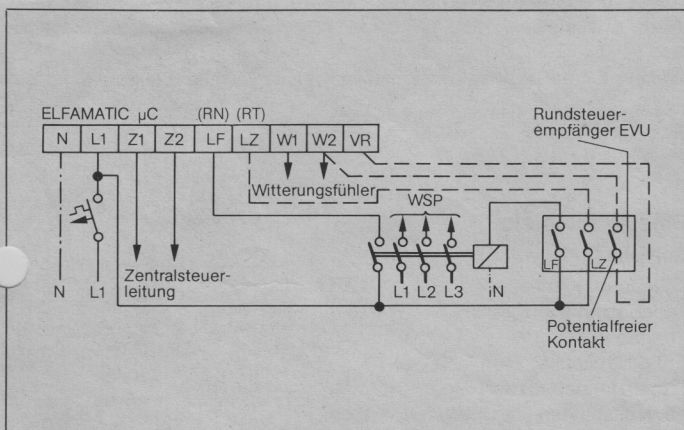 ELFAMATIC µC (RN) (RT)
N L1 Z1 Z2 LF LZ W1 W2 VR
Rundsteuer-
empfänger EVU
Witterungsfühler
WSP
LF LZ
Zentralsteuer-
leitung
N L1
L1 L2 L3 iN
Potentialfreier
Kontakt